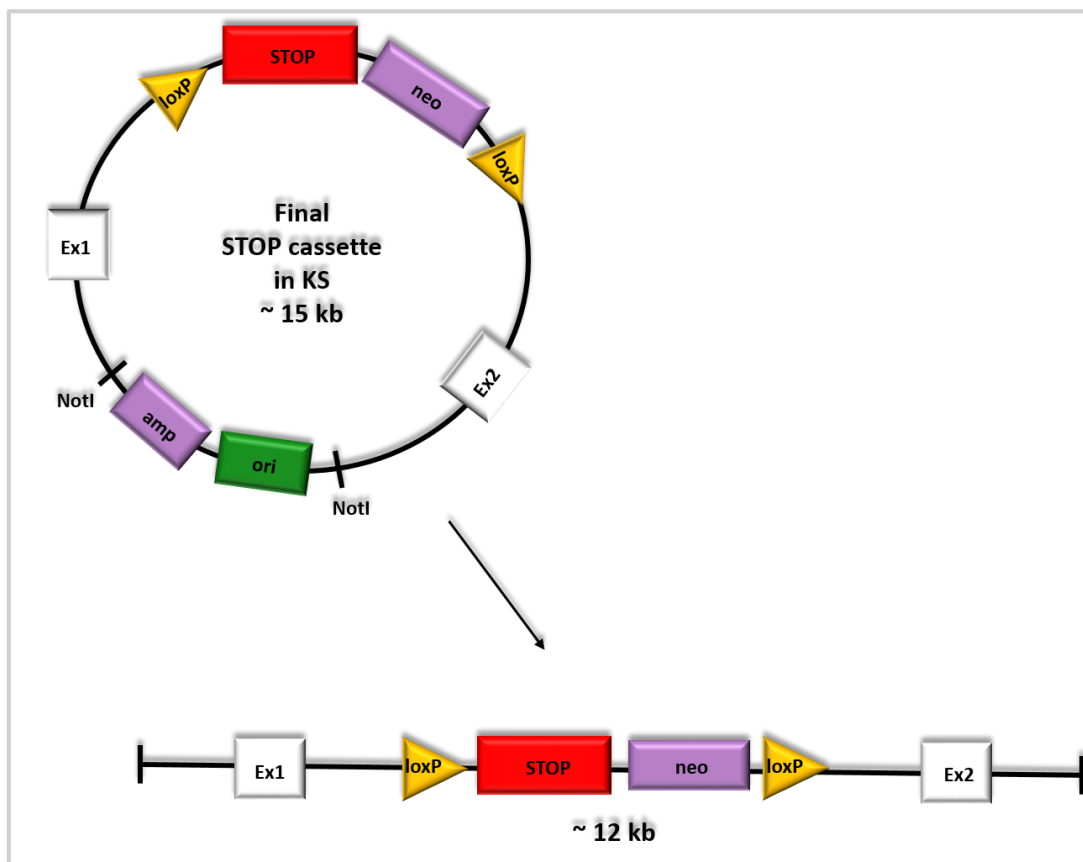 STOP
neo
loxP
loxP
Final
STOP cassette
in KS
~ 15 kb
Ex1
Ex2
NotI
amp
ori
NotI
Ex1
loxP
STOP
neo
loxP
Ex2
~ 12 kb